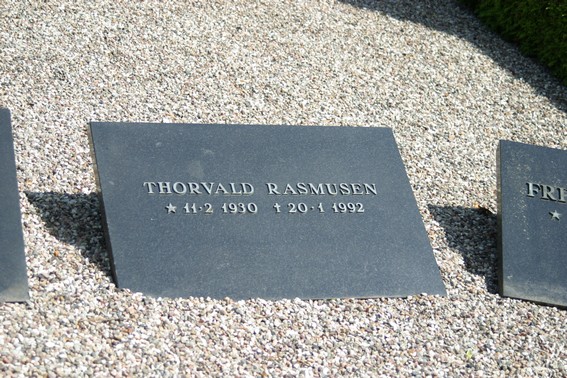 THORVALD RASMUSEN
★ 11·2 1930 ✝ 20·1 1992